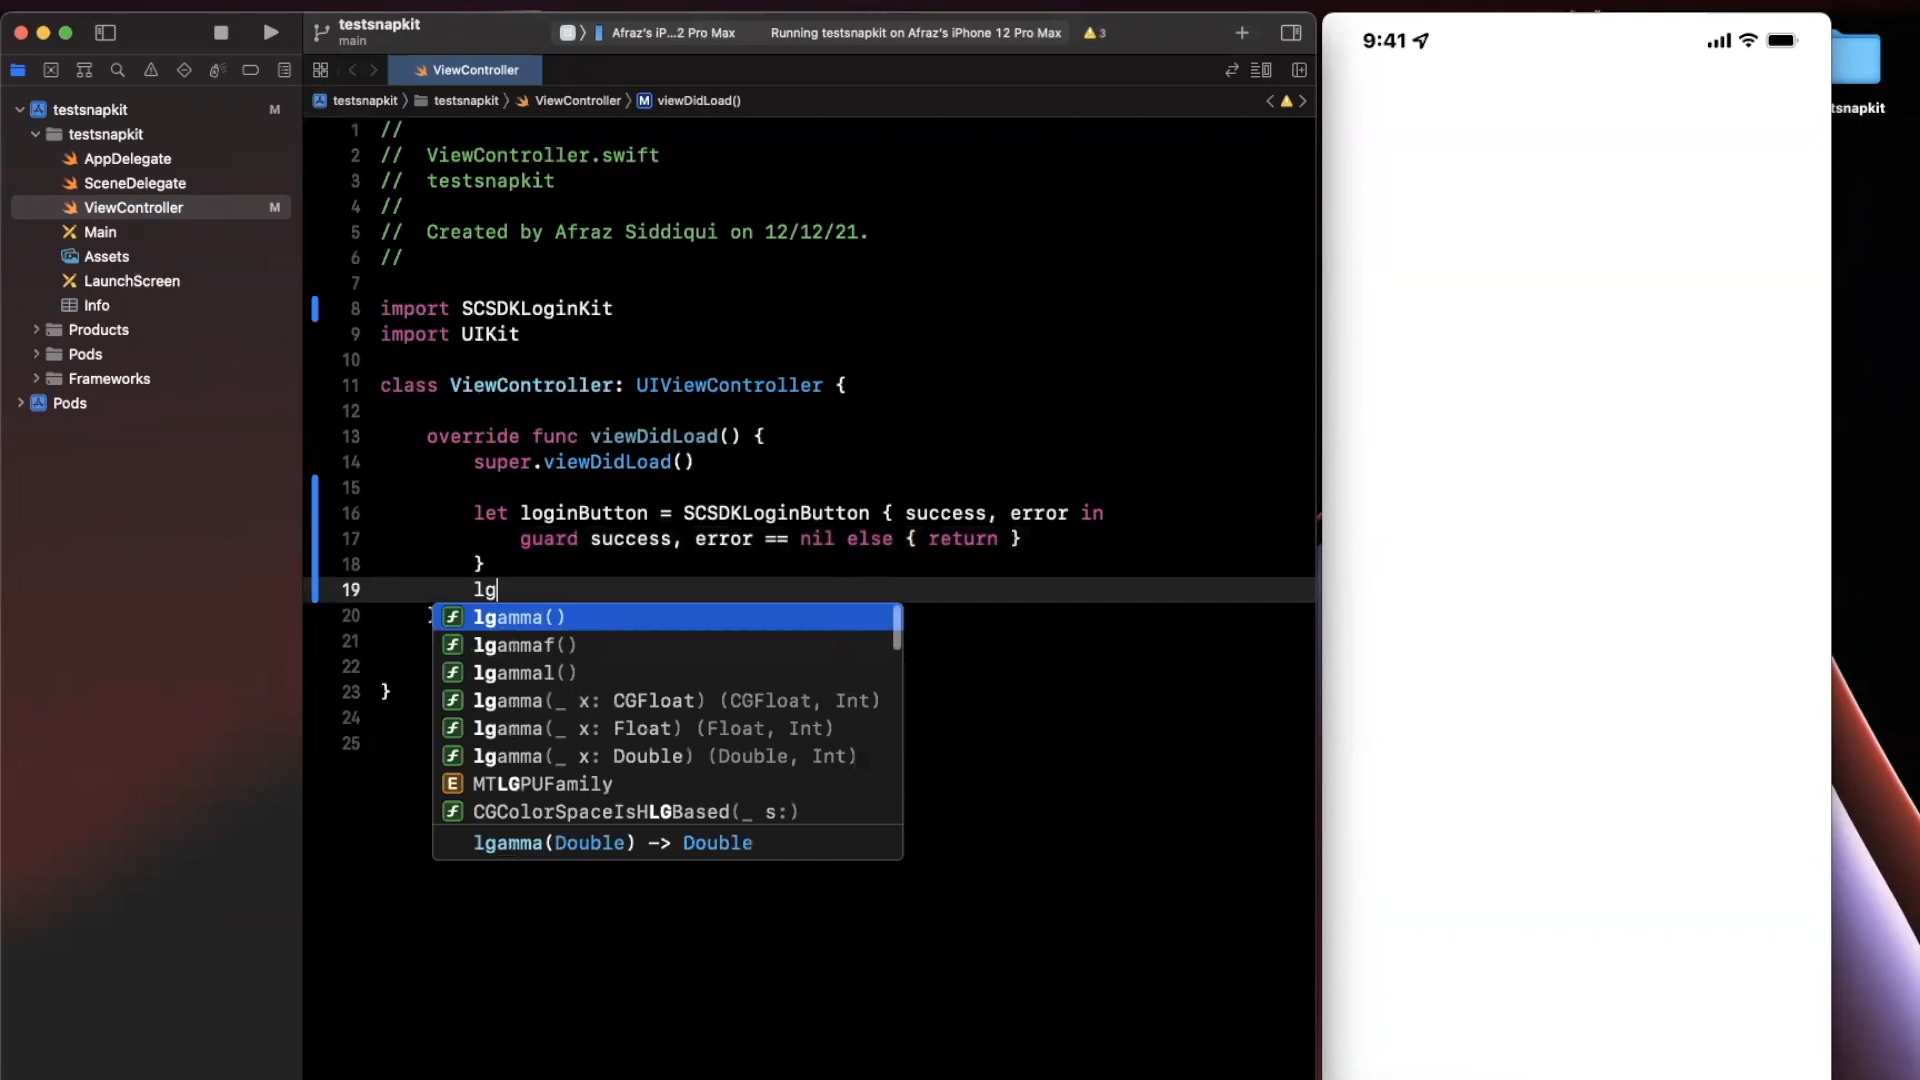 testsnapkit
main
Afraz's iP...2 Pro Max
Running testsnapkit on Afraz's iPhone 12 Pro Max
3
ViewController
testsnapkit
testsnapkit
ViewController
M
viewDidLoad()
testsnapkit
M
testsnapkit
AppDelegate
SceneDelegate
ViewController
M
Main
Assets
LaunchScreen
Info
Products
Pods
Frameworks
Pods
1 //
2 // ViewController.swift
3 // testsnapkit
4 //
5 // Created by Afraz Siddiqui on 12/12/21.
6 //
7
8 import SCSDKLoginKit
9 import UIKit
10
11 class ViewController: UIViewController {
12
13 override func viewDidLoad() {
14 super.viewDidLoad()
15
16 let loginButton = SCSDKLoginButton { success, error in
17 guard success, error == nil else { return }
18 }
19 lg
20
21
22
23 }
24
25
f lgamma()
f lgammaf()
f lgammal()
f lgamma(_ x: CGFloat) (CGFloat, Int)
f lgamma(_ x: Float) (Float, Int)
f lgamma(_ x: Double) (Double, Int)
E MTLGPUFamily
f CGColorSpaceIsHLGBased(_ s:)
lgamma(Double) -> Double
9:41
tsnapkit